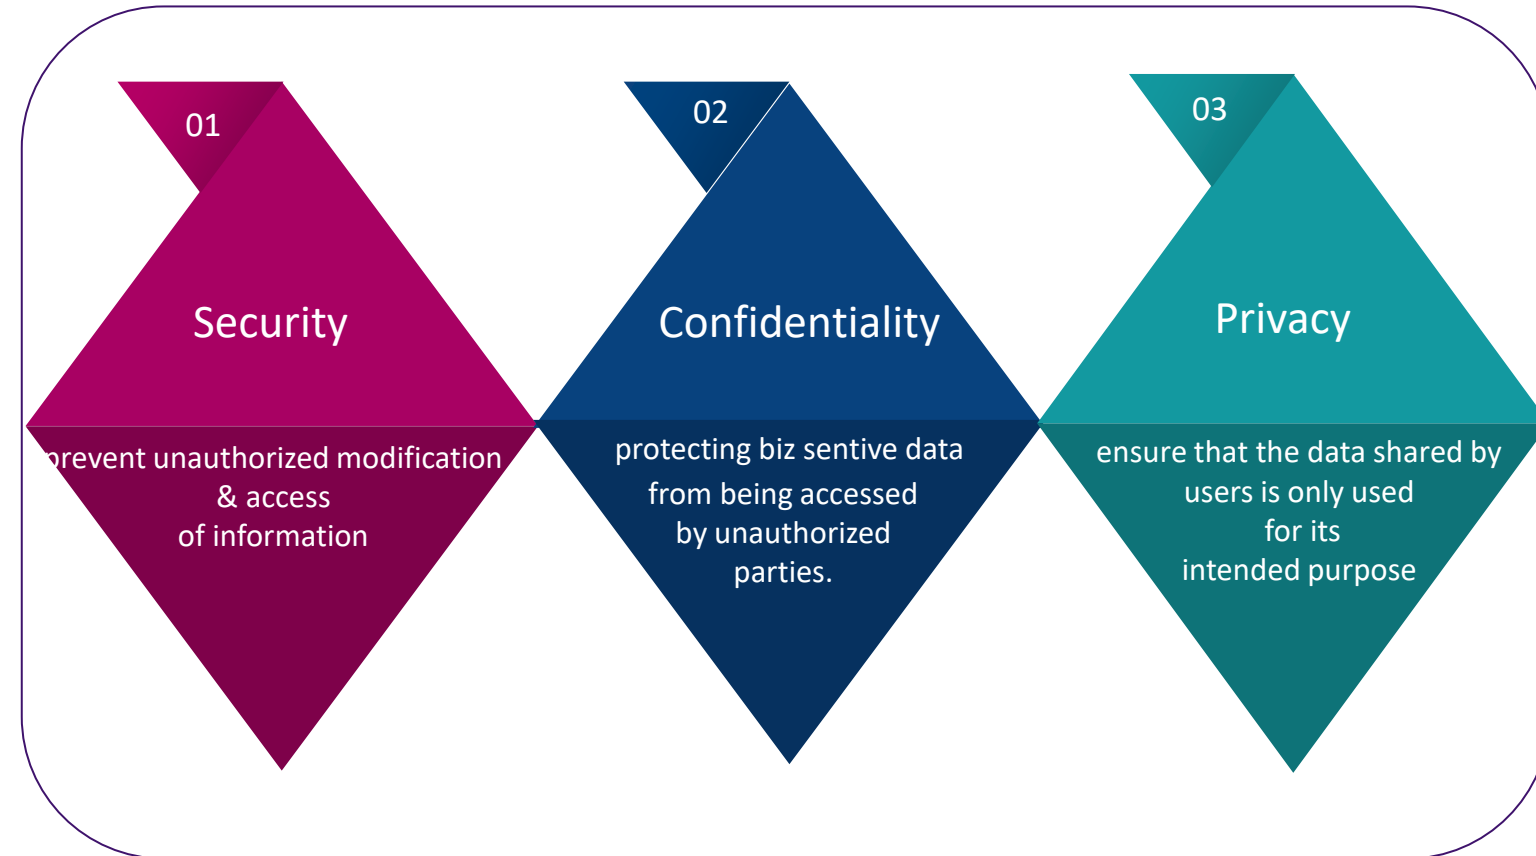 01
Security
prevent unauthorized modification
& access
of information
02
Confidentiality
protecting biz sentive data
from being accessed
by unauthorized
parties.
03
Privacy
ensure that the data shared by
users is only used
for its
intended purpose